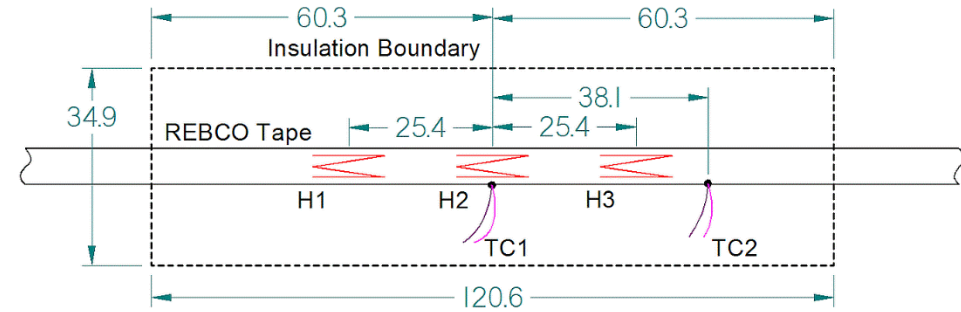 60.3
60.3
Insulation Boundary
38.1
34.9
REBCO Tape
25.4
25.4
H1
H2
H3
TC1
TC2
120.6